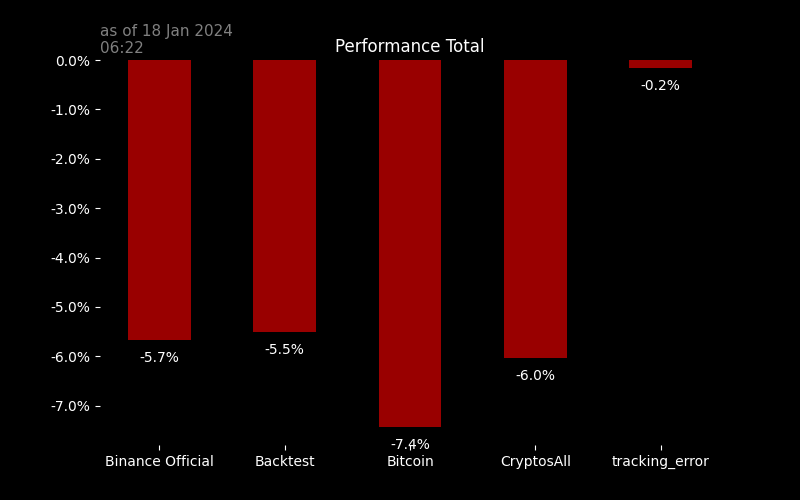 as of 18 Jan 2024
06:22
Performance Total
0.0%
-1.0%
-2.0%
-3.0%
-4.0%
-5.0%
-6.0%
-7.0%
-5.7%
-5.5%
-7.4%
-6.0%
-0.2%
Binance Official
Backtest
Bitcoin
CryptosAll
tracking_error